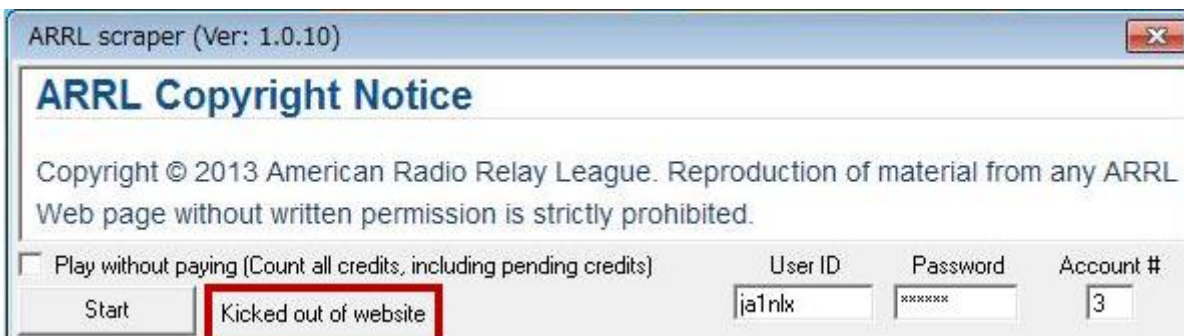 ARRL scraper (Ver: 1.0.10)
ARRL Copyright Notice
Copyright © 2013 American Radio Relay League. Reproduction of material from any ARRL
Web page without written permission is strictly prohibited.
Play without paying (Count all credits, including pending credits) User ID Password Account #
Start Kicked out of website ja1nlx ****** 3